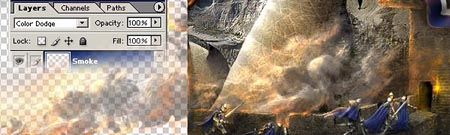 Layers Channels Paths
Color Dodge Opacity: 100%
Lock: Fill: 100%
Smoke